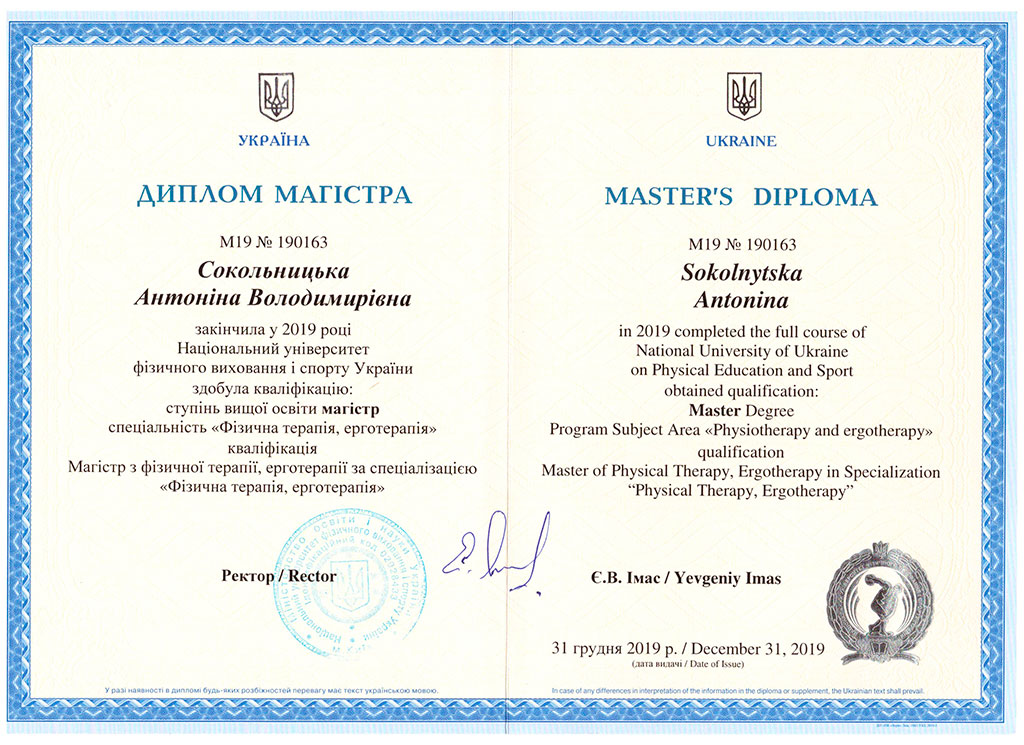 УКРАЇНА
ДИПЛОМ МАГІСТРА
М19 № 190163
Сокольницька
Антоніна Володимирівна
закінчила у 2019 році
Національний університет
фізичного виховання і спорту України
здобула кваліфікацію:
ступінь вищої освіти магістр
спеціальність «Фізична терапія, ерготерапія»
кваліфікація
Магістр з фізичної терапії, ерготерапії за спеціалізацією
«Фізична терапія, ерготерапія»
Ректор / Rector
У разі наявності в дипломі будь-яких розбіжностей перевагу має текст українською мовою.
UKRAINE
MASTER'S DIPLOMA
М19 № 190163
Sokolnytska
Antonina
in 2019 completed the full course of
National University of Ukraine
on Physical Education and Sport
obtained qualification:
Master Degree
Program Subject Area «Physiotherapy and ergotherapy»
qualification
Master of Physical Therapy, Ergotherapy in Specialization
“Physical Therapy, Ergotherapy”
Є.В. Імас / Yevgeniy Imas
31 грудня 2019 р. / December 31, 2019
(дата видачі / Date of Issue)
In case of any differences in interpretation of the information in the diploma or supplement, the Ukrainian text shall prevail.